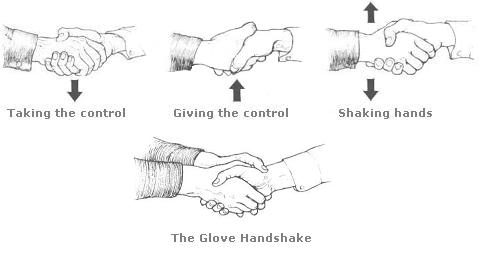 Taking the control
Giving the control
Shaking hands
The Glove Handshake